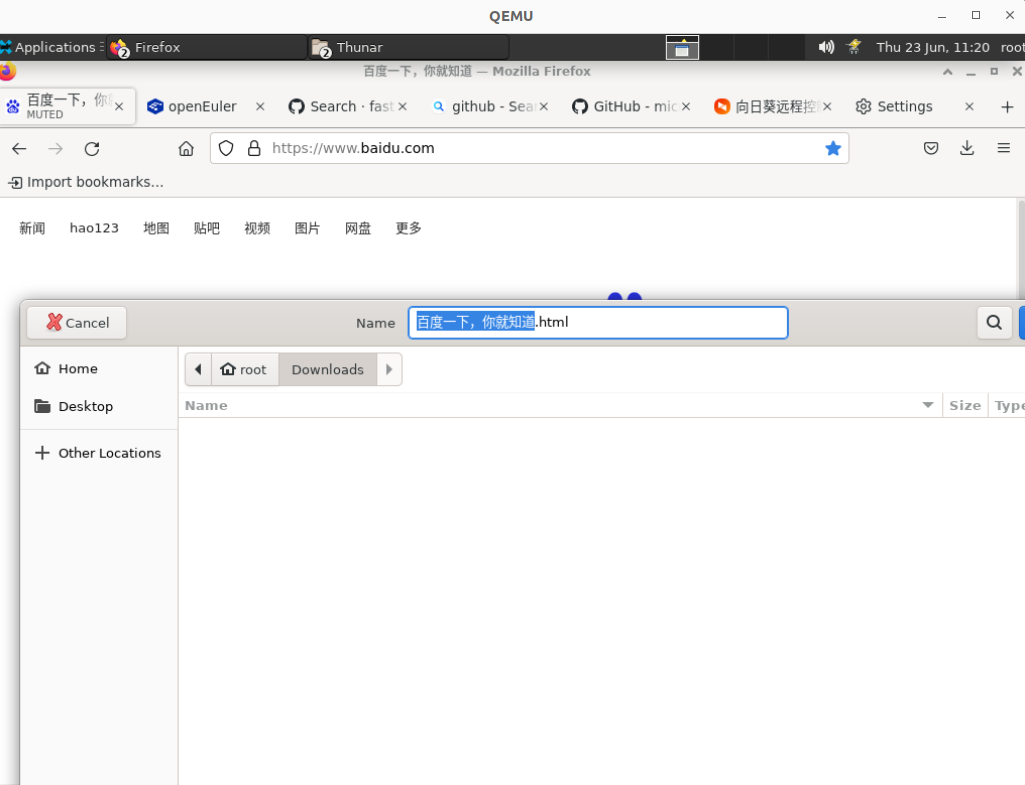 QEMU
Applications Firefox Thunar Thu 23 Jun, 11:20 root
2 2
百度一下，你就知道 — Mozilla Firefox
百度一下，你 openEuler Search · fast github - Sear GitHub - mic 向日葵远程控 Settings
MUTED
https://www.baidu.com
Import bookmarks...
新闻 hao123 地图 贴吧 视频 图片 网盘 更多
Cancel Name 百度一下，你就知道.html
Home root Downloads
Desktop Name Size Type
Other Locations